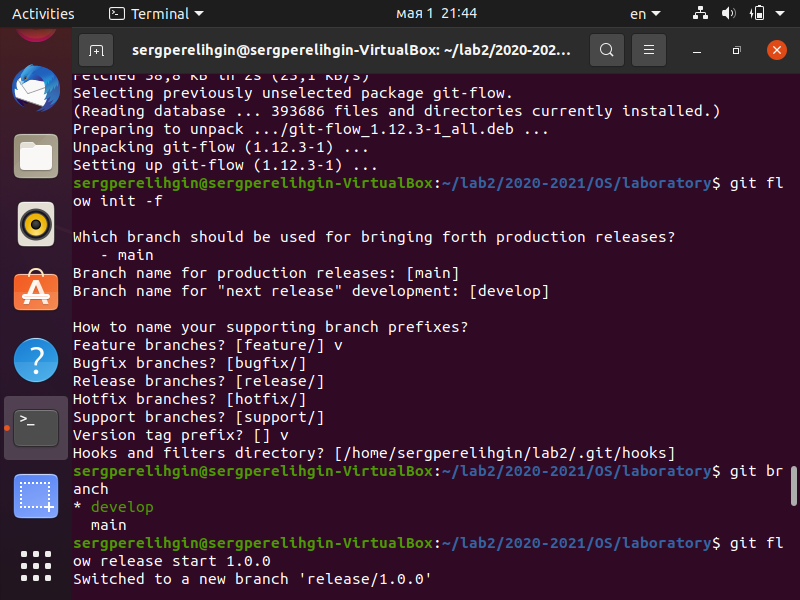 Activities Terminal мая 1 21:44 en
sergperelihgin@sergperelihgin-VirtualBox: ~/lab2/2020-202...
Fetched 58,8 kB in 2s (23,1 kB/s)
Selecting previously unselected package git-flow.
(Reading database ... 393686 files and directories currently installed.)
Preparing to unpack .../git-flow_1.12.3-1_all.deb ...
Unpacking git-flow (1.12.3-1) ...
Setting up git-flow (1.12.3-1) ...
sergperelihgin@sergperelihgin-VirtualBox:~/lab2/2020-2021/OS/laboratory$ git fl
ow init -f
Which branch should be used for bringing forth production releases?
- main
Branch name for production releases: [main]
Branch name for "next release" development: [develop]
How to name your supporting branch prefixes?
Feature branches? [feature/] v
Bugfix branches? [bugfix/]
Release branches? [release/]
Hotfix branches? [hotfix/]
Support branches? [support/]
Version tag prefix? [] v
Hooks and filters directory? [/home/sergperelihgin/lab2/.git/hooks]
sergperelihgin@sergperelihgin-VirtualBox:~/lab2/2020-2021/OS/laboratory$ git br
anch
* develop
main
sergperelihgin@sergperelihgin-VirtualBox:~/lab2/2020-2021/OS/laboratory$ git fl
ow release start 1.0.0
Switched to a new branch 'release/1.0.0'